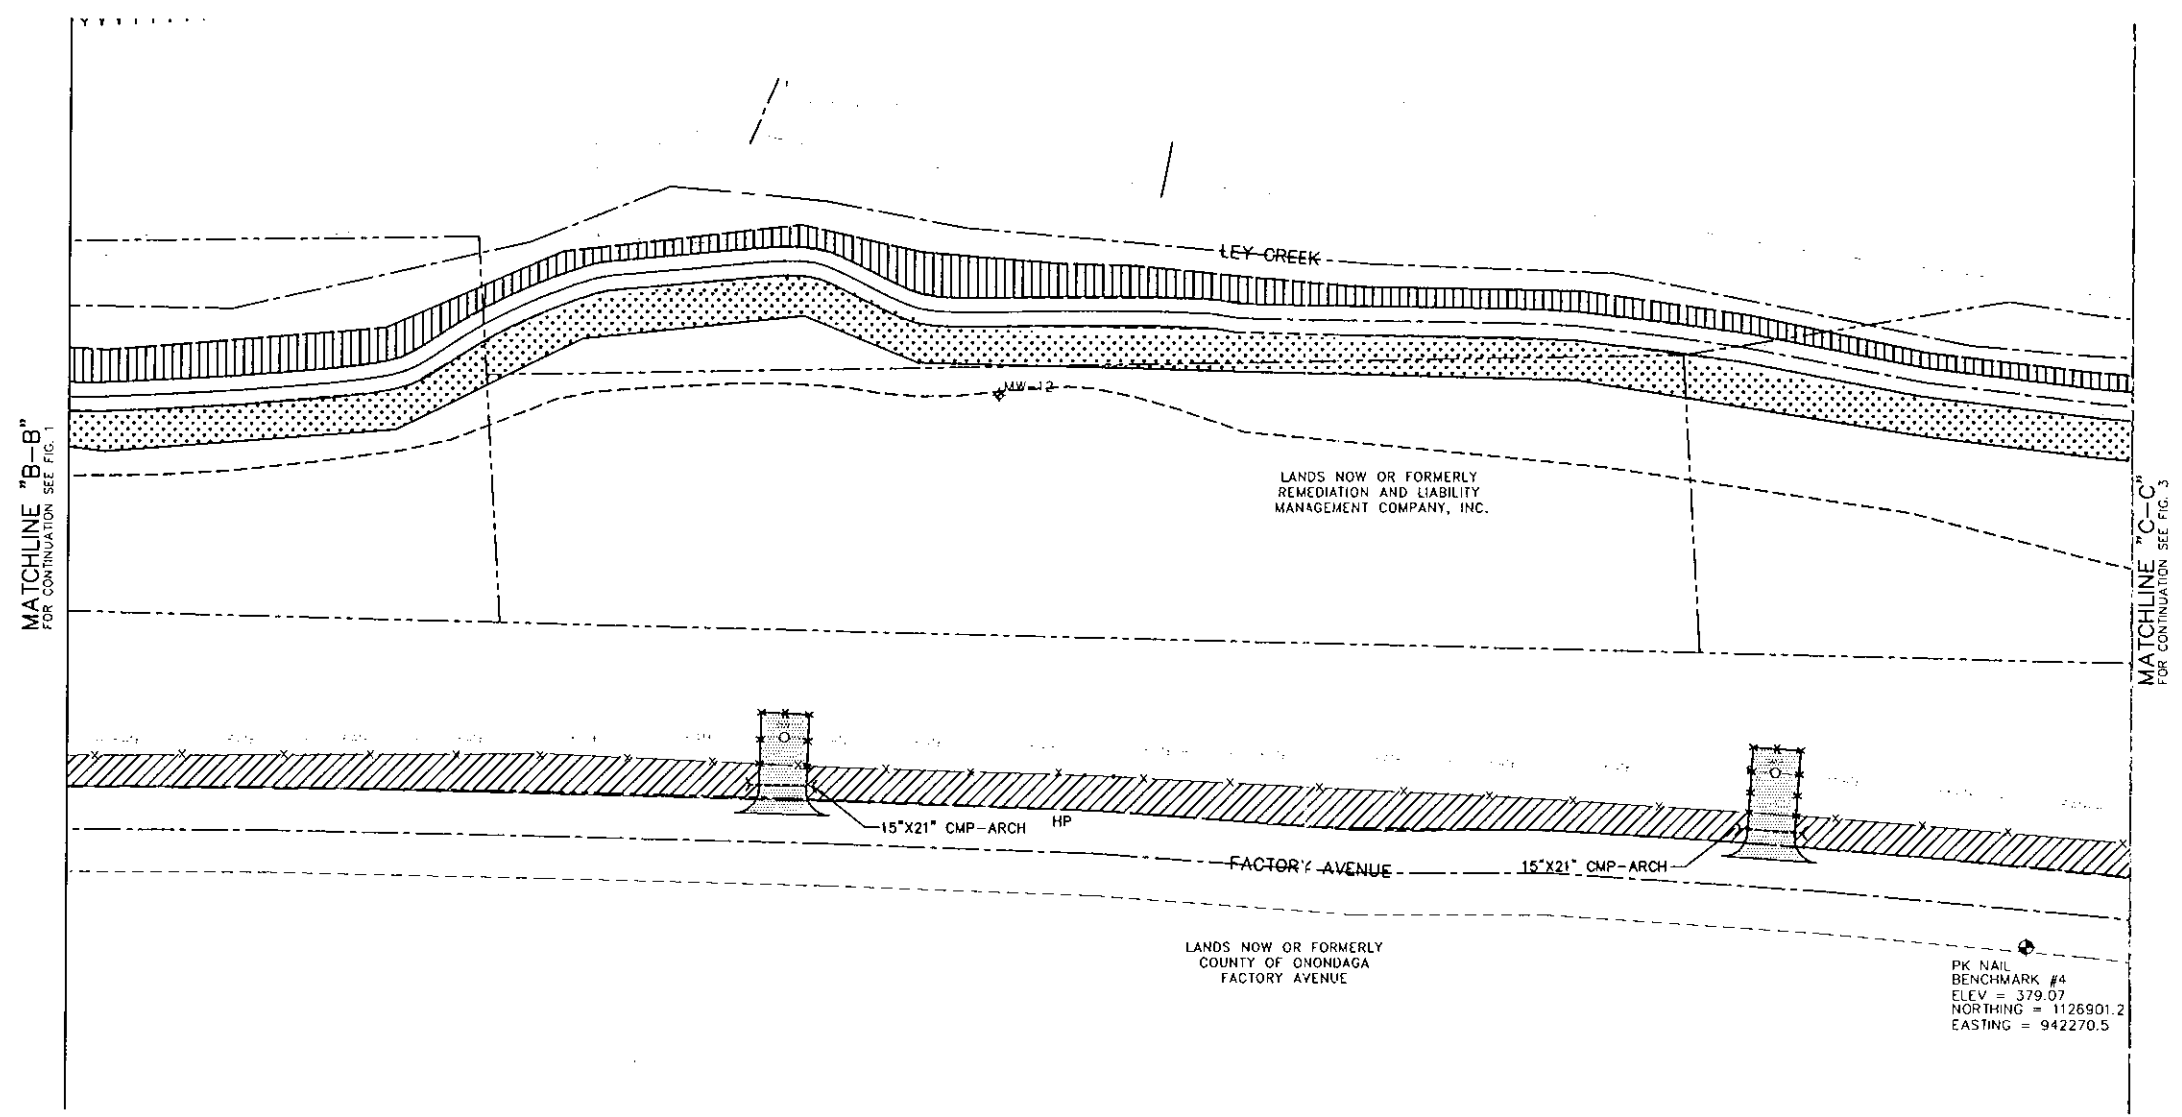 LEY CREEK
MW-12
MATCHLINE "B-B"
FOR CONTINUATION SEE FIG. 1
LANDS NOW OR FORMERLY
REMEDIATION AND LIABILITY
MANAGEMENT COMPANY, INC.
MATCHLINE "C-C"
FOR CONTINUATION SEE FIG. 3
15"X21" CMP-ARCH
HP
FACTORY AVENUE
15"X21" CMP-ARCH
LANDS NOW OR FORMERLY
COUNTY OF ONONDAGA
FACTORY AVENUE
PK NAIL
BENCHMARK #4
ELEV = 379.07
NORTHING = 1126901.2
EASTING = 942270.5